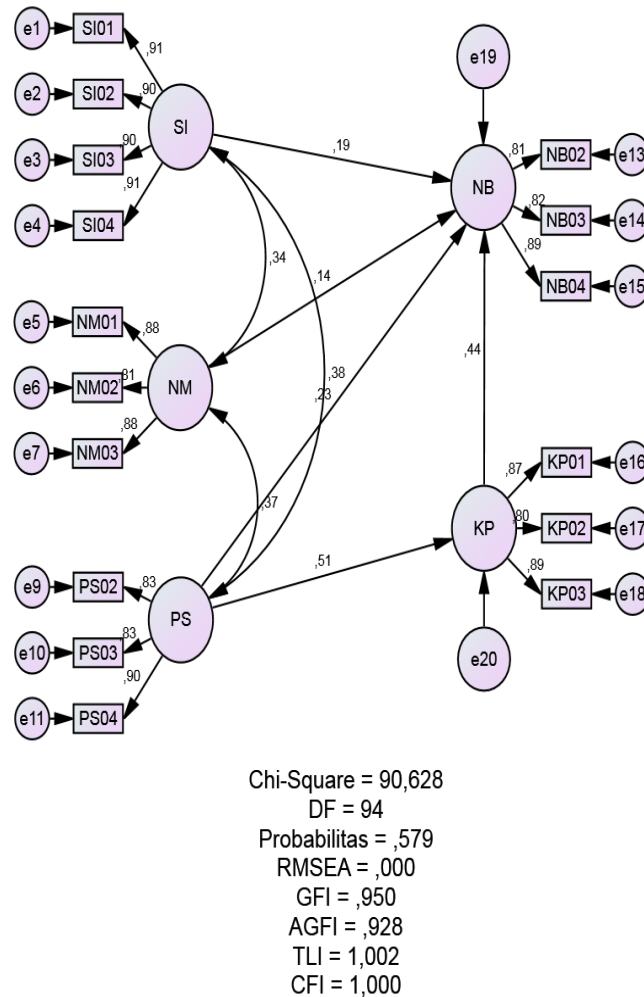 e1
SI01
,91
e2
SI02
,90
e3
SI03
,90
e4
SI04
,91
SI
e19
,19
NB
,81
NB02
e13
,82
NB03
e14
,89
NB04
e15
,34
,14
e5
NM01
,88
e6
NM02
,81
e7
NM03
,88
NM
,38
,23
,44
,37
e9
PS02
,83
e10
PS03
,83
e11
PS04
,90
PS
,51
KP
,87
KP01
e16
,80
KP02
e17
,89
KP03
e18
e20
Chi-Square = 90,628
DF = 94
Probabilitas = ,579
RMSEA = ,000
GFI = ,950
AGFI = ,928
TLI = 1,002
CFI = 1,000